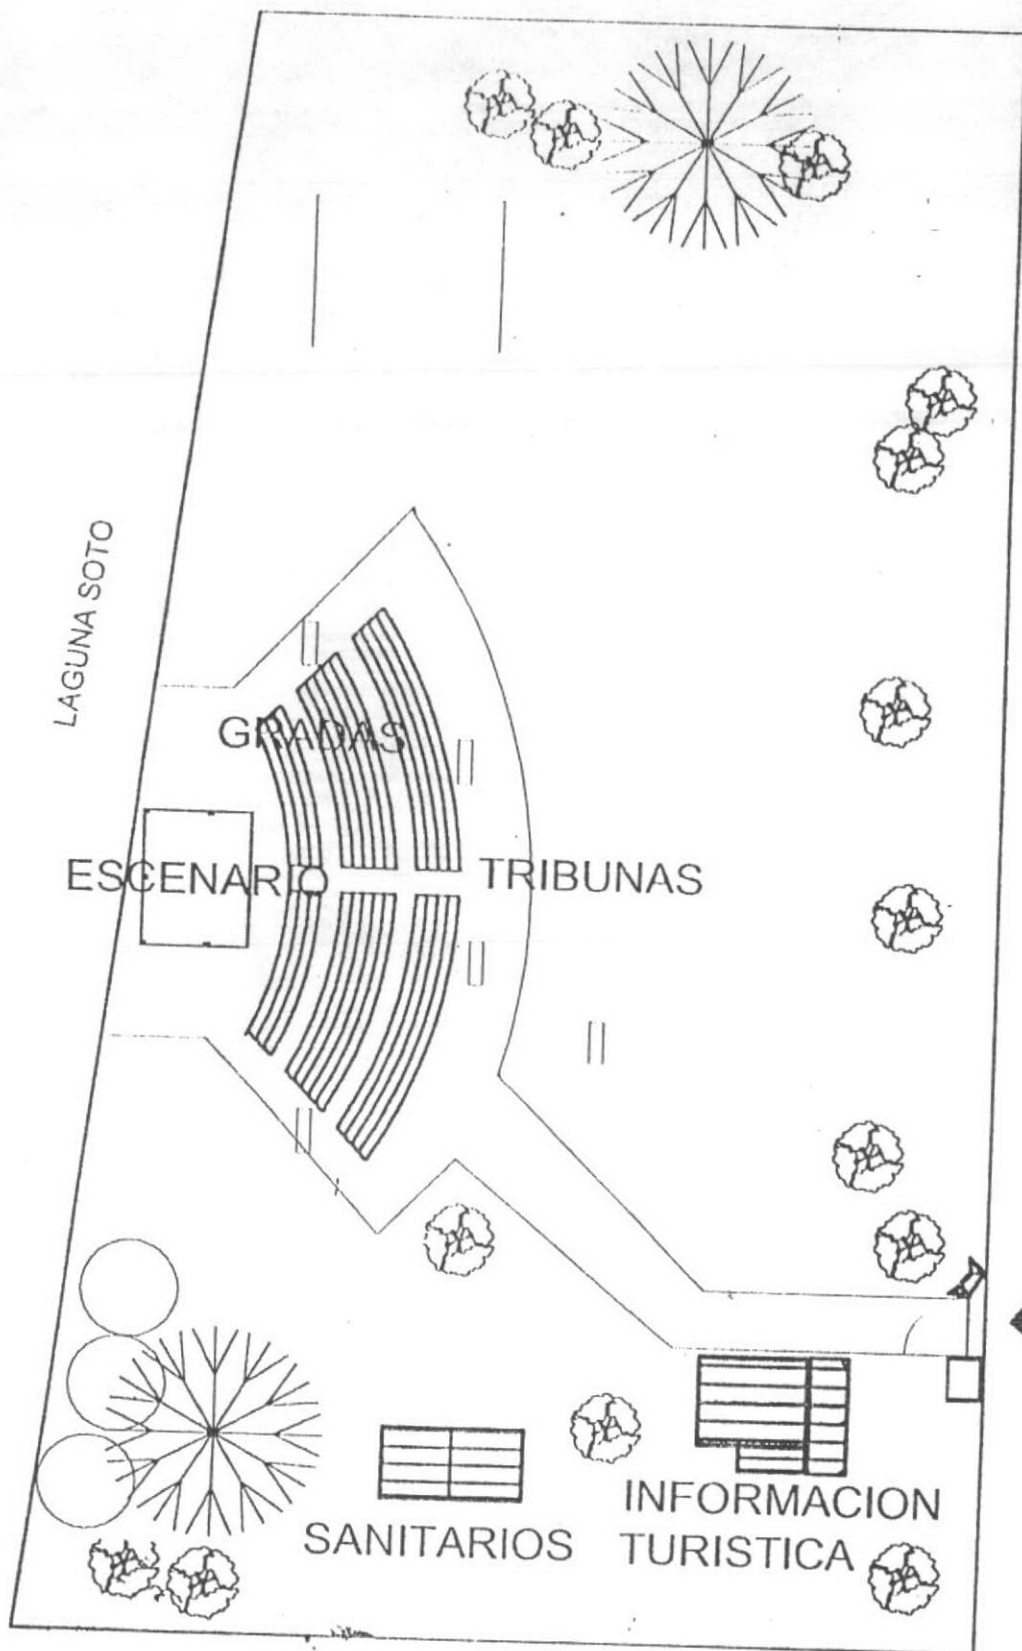 LAGUNA SOTO
GRADAS
ESCENARIO
TRIBUNAS
SANITARIOS
INFORMACION
TURISTICA